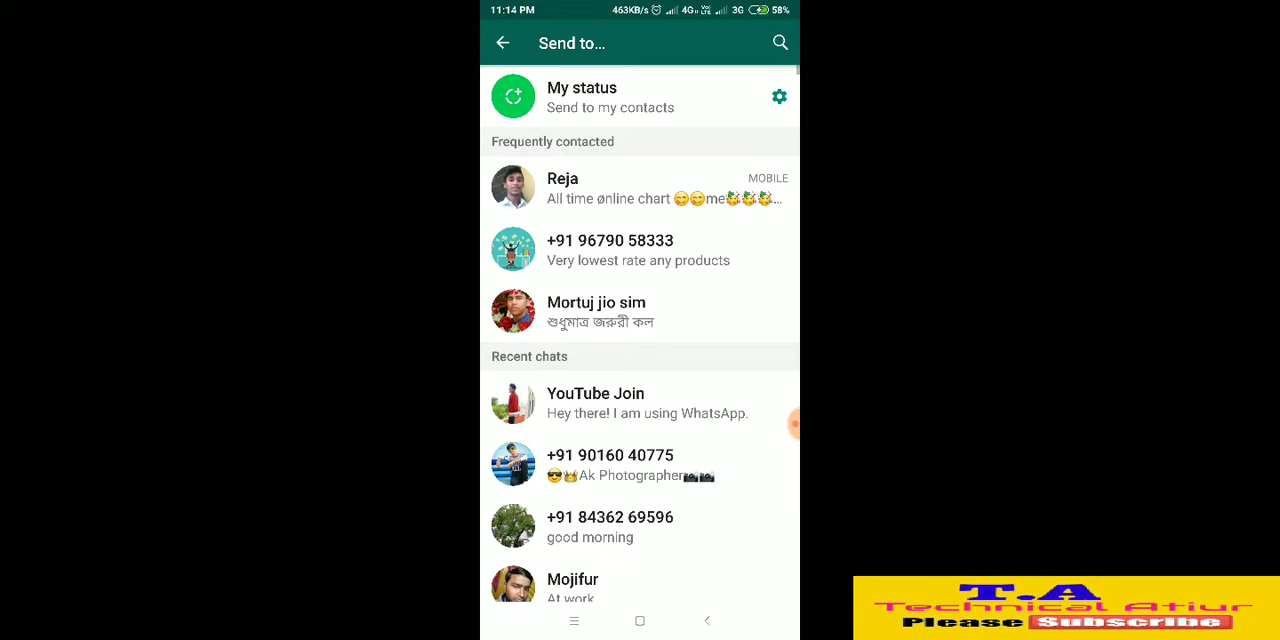 11:14 PM 463KB/s 4G VoLTE 3G 58%
Send to...
My status
Send to my contacts
Frequently contacted
Reja MOBILE
All time ønline chart 😋😋me🥰🥰🥰...
+91 96790 58333
Very lowest rate any products
Mortuj jio sim
শুধুমাত্র জরুরী কল
Recent chats
YouTube Join
Hey there! I am using WhatsApp.
+91 90160 40775
😎👑Ak Photographer📷📷
+91 84362 69596
good morning
Mojifur
At work
T.A
Technical Atiur
Please Subscribe